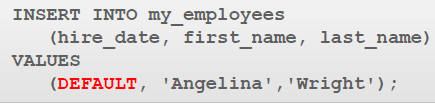 INSERT INTO my_employees
(hire_date, first_name, last_name)
VALUES
(DEFAULT, 'Angelina','Wright');